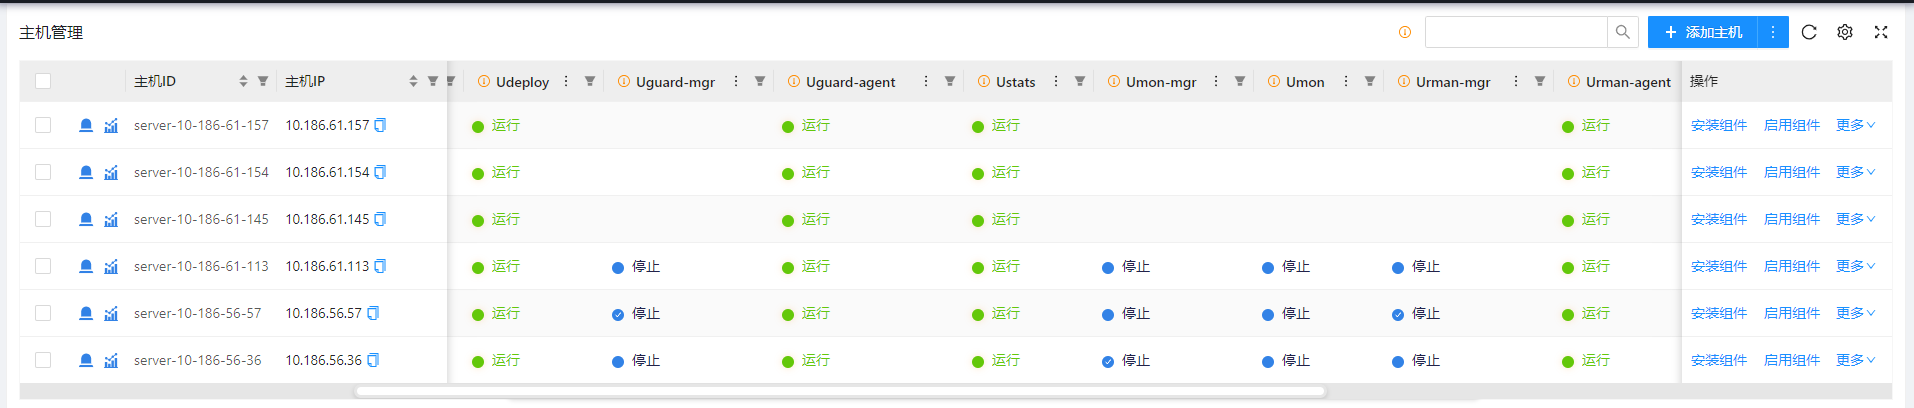 主机管理
添加主机
主机ID 主机IP Udeploy Uguard-mgr Uguard-agent Ustats Umon-mgr Umon Urman-mgr Urman-agent 操作
server-10-186-61-157 10.186.61.157 运行 运行 运行 运行 安装组件 启用组件 更多
server-10-186-61-154 10.186.61.154 运行 运行 运行 运行 安装组件 启用组件 更多
server-10-186-61-145 10.186.61.145 运行 运行 运行 运行 安装组件 启用组件 更多
server-10-186-61-113 10.186.61.113 运行 停止 运行 运行 停止 停止 停止 运行 安装组件 启用组件 更多
server-10-186-56-57 10.186.56.57 运行 停止 运行 运行 停止 停止 停止 运行 安装组件 启用组件 更多
server-10-186-56-36 10.186.56.36 运行 停止 运行 运行 停止 停止 停止 运行 安装组件 启用组件 更多